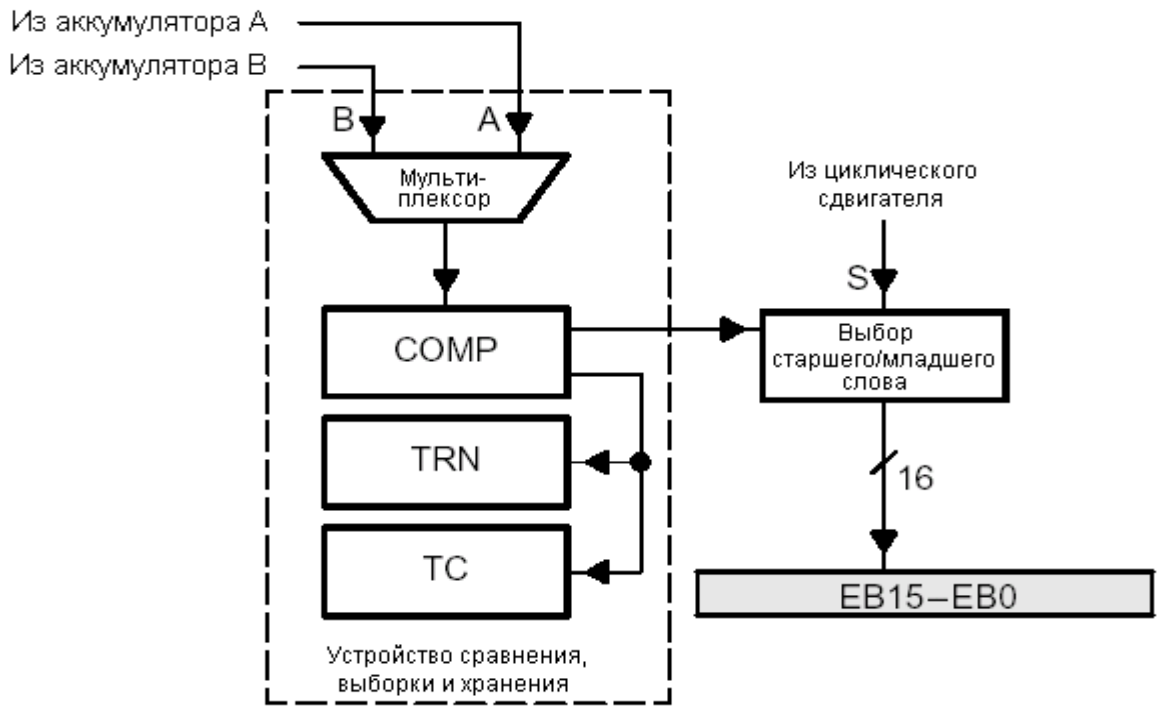 Из аккумулятора А
Из аккумулятора В
B
A
Мульти-
плексор
Из циклического
сдвигателя
S
COMP
Выбор
старшего/младшего
слова
TRN
16
TC
EB15–EB0
Устройство сравнения,
выборки и хранения